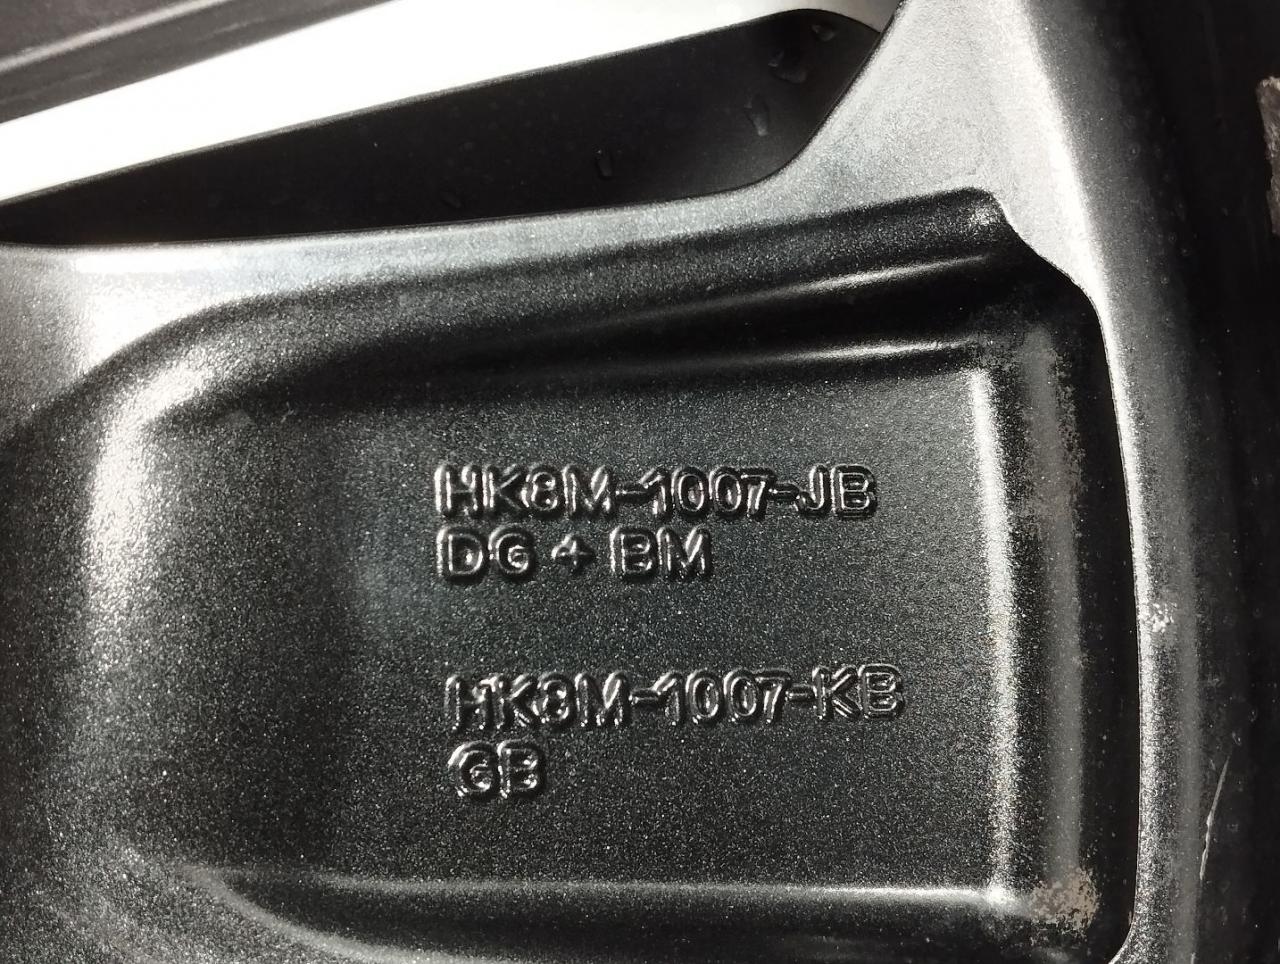 HK8M-1007-JB
DG + BM
HK8M-1007-KB
GB